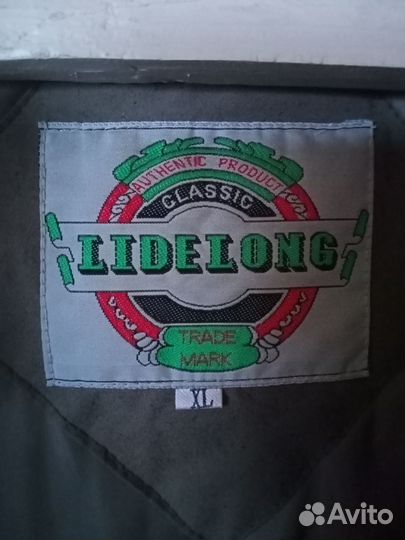 AUTHENTIC PRODUCT
CLASSIC
LIDELONG
TRADE
MARK
XL
Avito